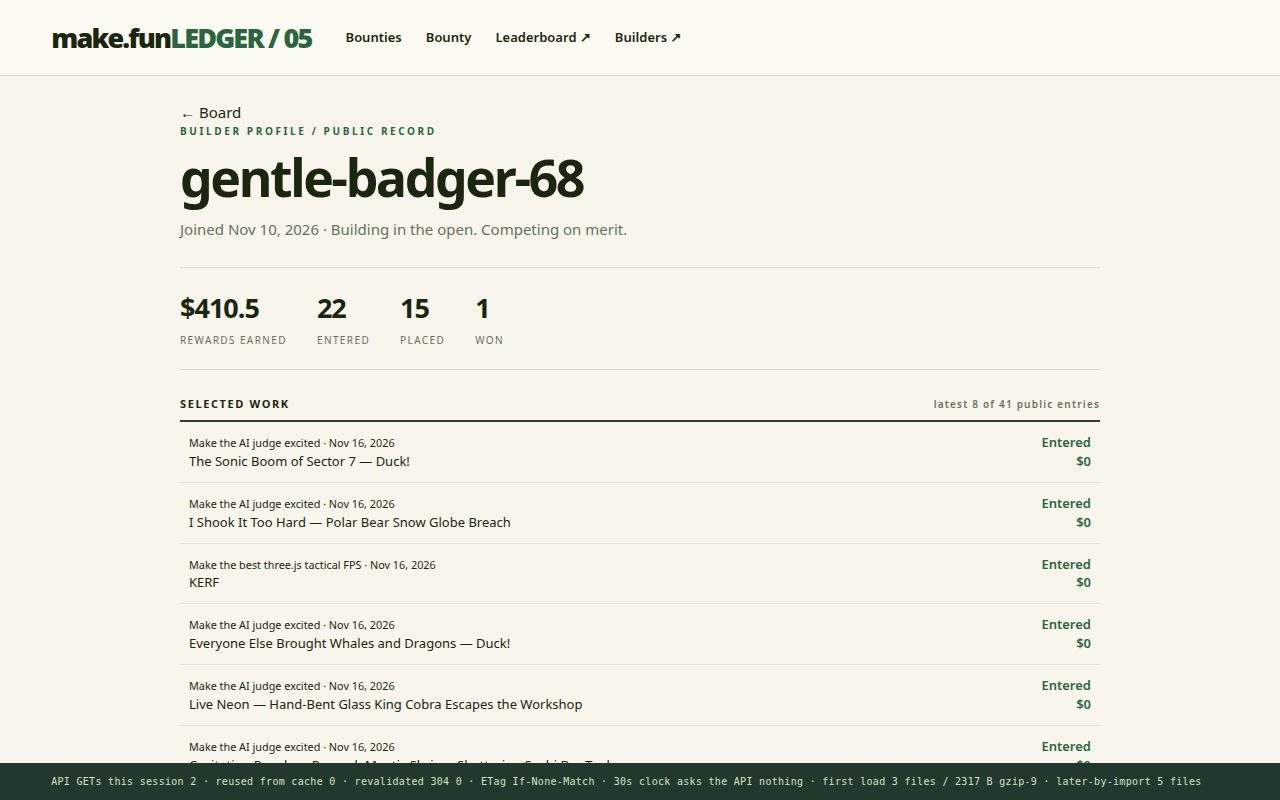 make.funLEDGER / 05 Bounties Bounty Leaderboard ↗ Builders ↗
← Board
BUILDER PROFILE / PUBLIC RECORD
gentle-badger-68
Joined Nov 10, 2026 · Building in the open. Competing on merit.
$410.5 22 15 1
REWARDS EARNED ENTERED PLACED WON
SELECTED WORK latest 8 of 41 public entries
Make the AI judge excited · Nov 16, 2026 Entered
The Sonic Boom of Sector 7 — Duck! $0
Make the AI judge excited · Nov 16, 2026 Entered
I Shook It Too Hard — Polar Bear Snow Globe Breach $0
Make the best three.js tactical FPS · Nov 16, 2026 Entered
KERF $0
Make the AI judge excited · Nov 16, 2026 Entered
Everyone Else Brought Whales and Dragons — Duck! $0
Make the AI judge excited · Nov 16, 2026 Entered
Live Neon — Hand-Bent Glass King Cobra Escapes the Workshop $0
Make the AI judge excited · Nov 16, 2026 Entered
API GETs this session 2 · reused from cache 0 · revalidated 304 0 · ETag If-None-Match · 30s clock asks the API nothing · first load 3 files / 2317 B gzip-9 · later-by-import 5 files